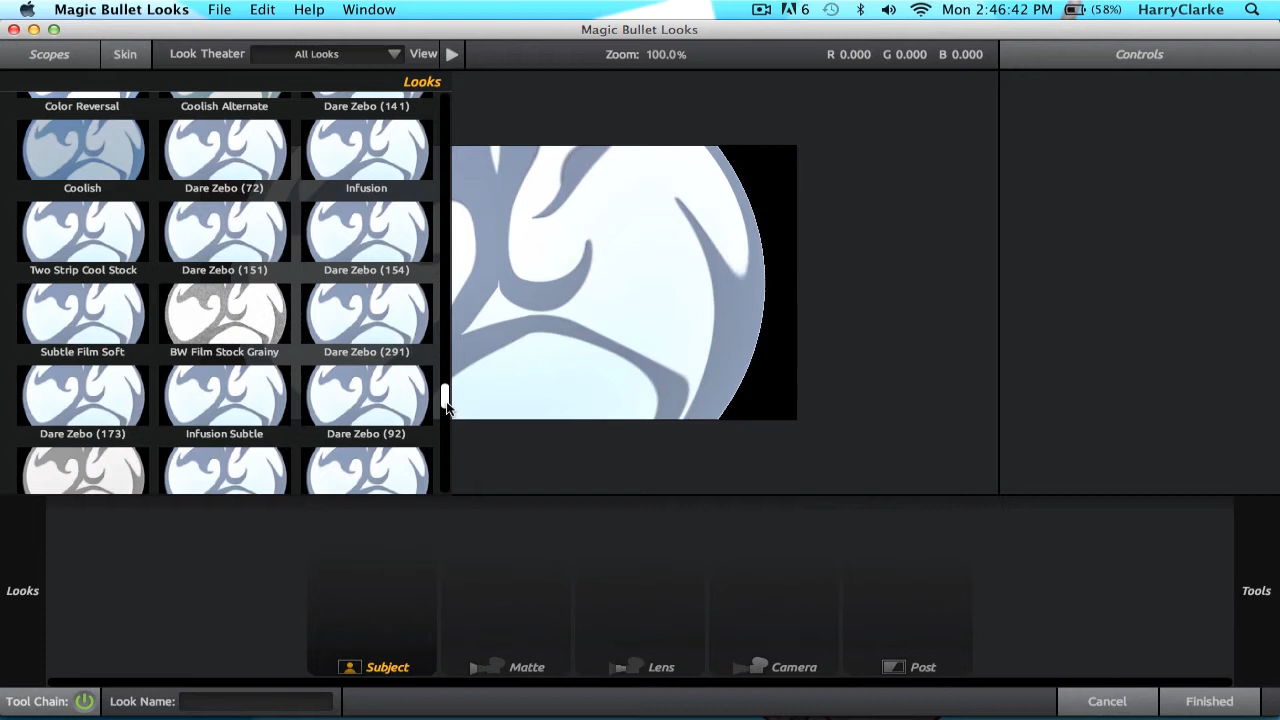 Magic Bullet Looks File Edit Help Window 6 Mon 2:46:42 PM (58%) HarryClarke
Magic Bullet Looks
Scopes Skin Look Theater All Looks View Zoom: 100.0% R 0.000 G 0.000 B 0.000 Controls
Looks
Color Reversal Coolish Alternate Dare Zebo (141)
Coolish Dare Zebo (72) Infusion
Two Strip Cool Stock Dare Zebo (151) Dare Zebo (154)
Subtle Film Soft BW Film Stock Grainy Dare Zebo (291)
Dare Zebo (173) Infusion Subtle Dare Zebo (92)
Looks Tools
Subject Matte Lens Camera Post
Tool Chain: Look Name: Cancel Finished